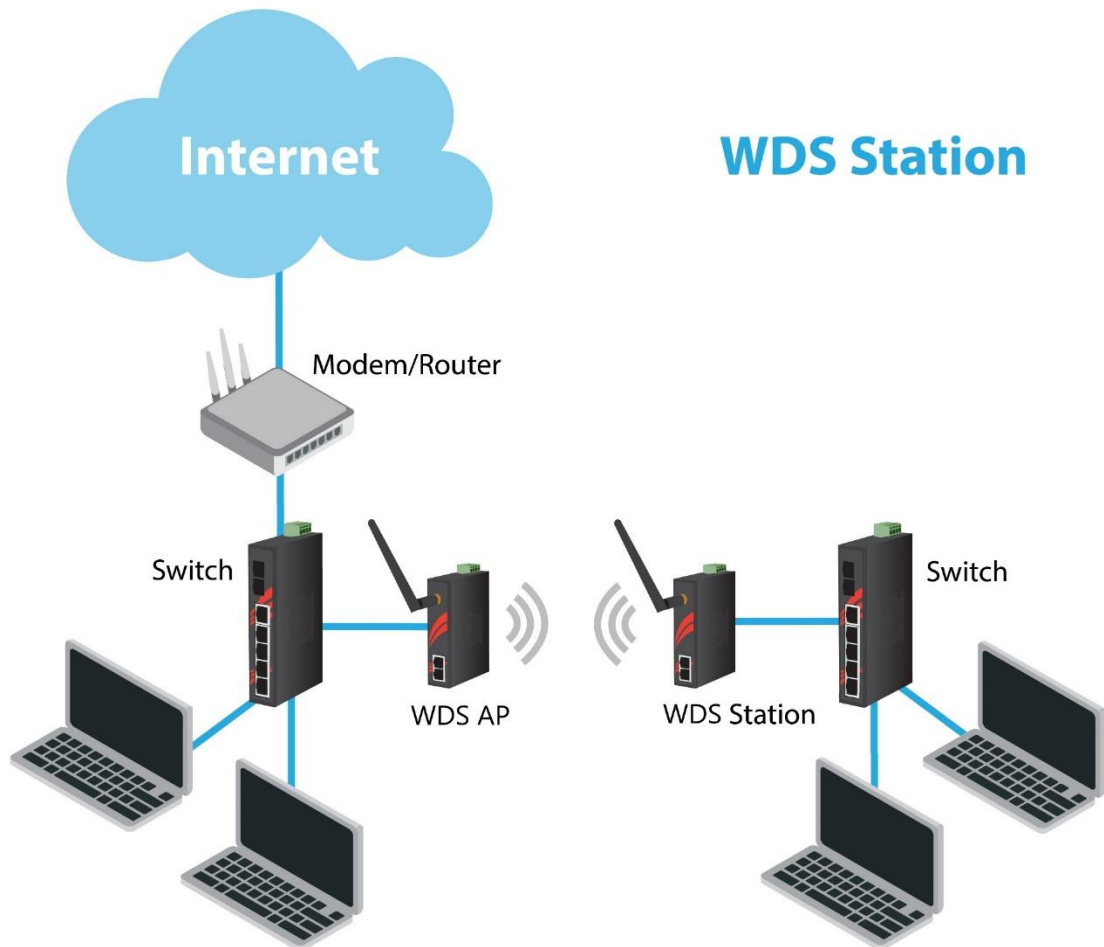 Internet
WDS Station
Modem/Router
Switch
Switch
WDS AP
WDS Station